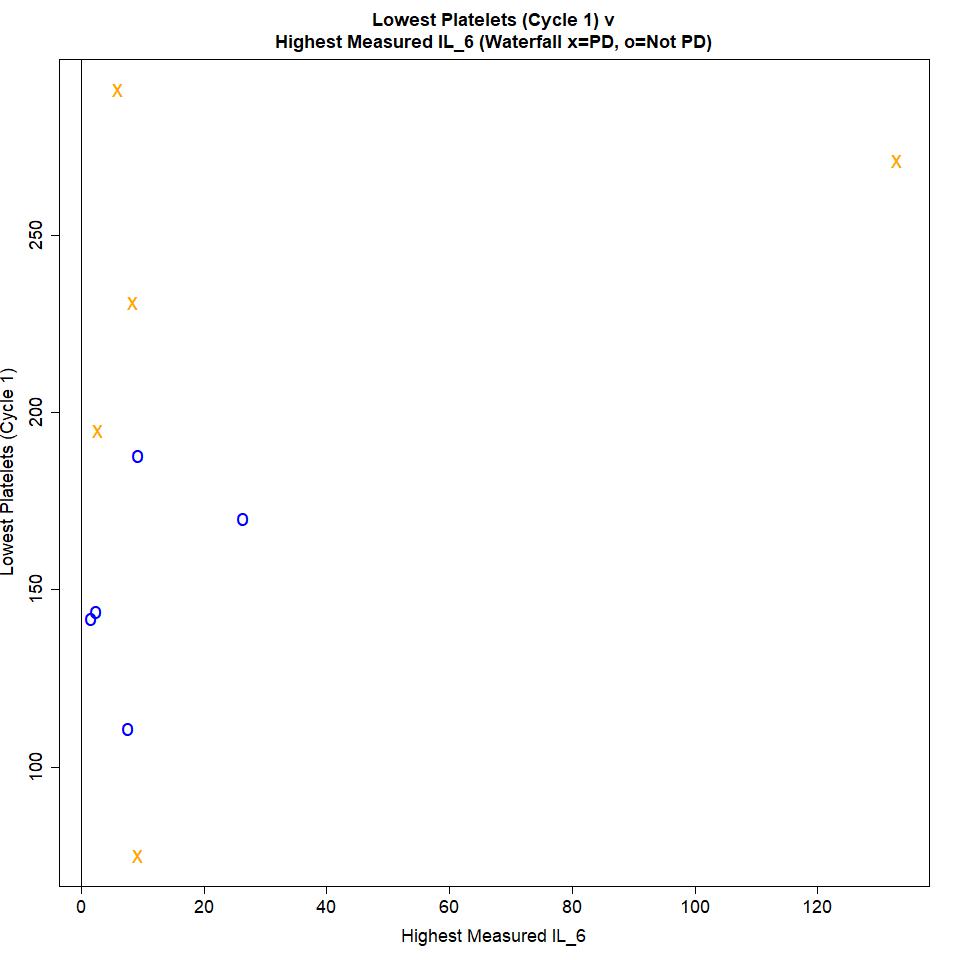 Lowest Platelets (Cycle 1) v
Highest Measured IL_6 (Waterfall x=PD, o=Not PD)
Lowest Platelets (Cycle 1)
250
200
150
100
X
X
X
X
O
O
O
O
O
X
0 20 40 60 80 100 120
Highest Measured IL_6